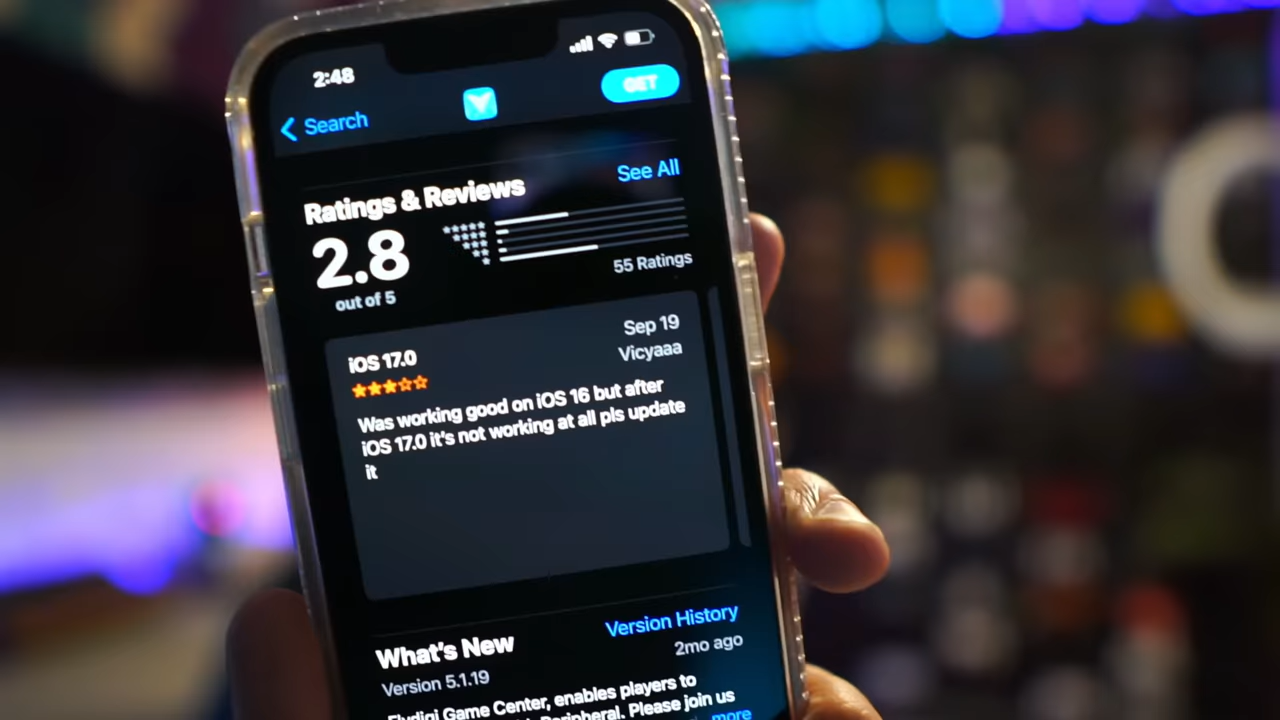 2:48
Search
GET
Ratings & Reviews
See All
2.8
out of 5
55 Ratings
iOS 17.0
Sep 19
Vicyaaa
Was working good on iOS 16 but after
iOS 17.0 it's not working at all pls update
it
What's New
Version History
Version 5.1.19
2mo ago
Flydigi Game Center, enables players to
Peripheral. Please join us
more